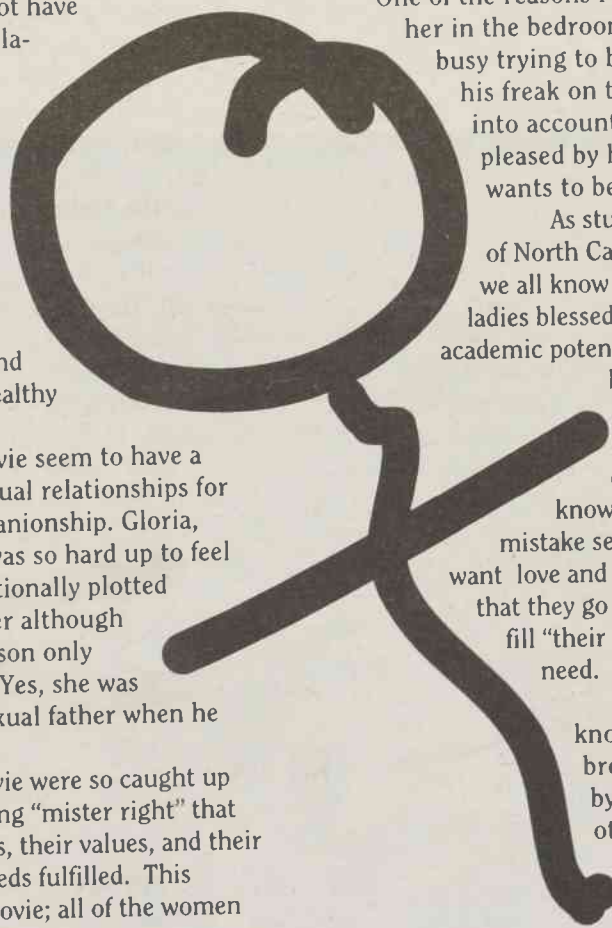 ot have
la-
nd
ealthy
vie seem to have a
ual relationships for
anionship. Gloria,
vas so hard up to feel
tionally plotted
er although
son only
Yes, she was
xual father when he
vie were so caught up
ng "mister right" that
s, their values, and their
eds fulfilled. This
ovie; all of the women
One of the reasons
her in the bedroom
busy trying to b
his freak on t
into account
pleased by h
wants to be
As stu
of North Ca
we all know
ladies blessed
academic poten
know
mistake se
want love and
that they go
fill "their
need.
kno
bro
by
ot